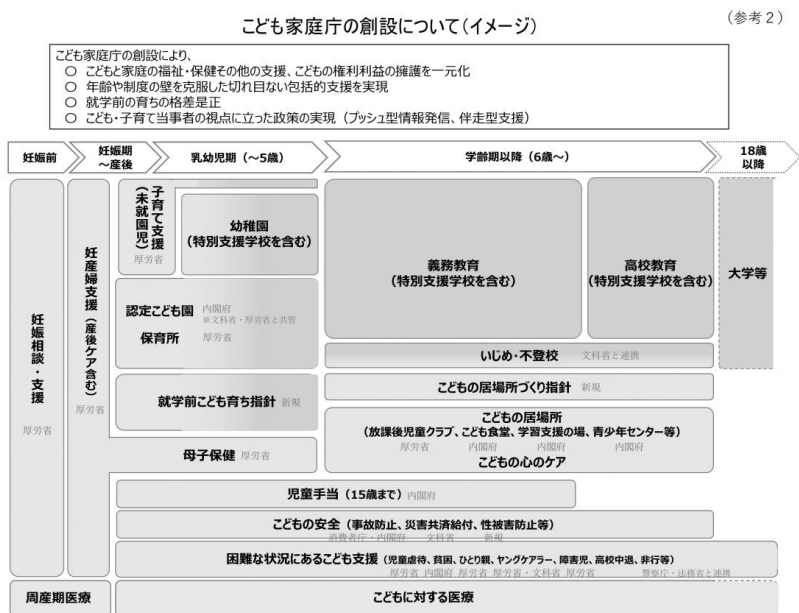 （参考２）
こども家庭庁の創設について（イメージ）
こども家庭庁の創設により、
○ こどもと家庭の福祉・保健その他の支援、こどもの権利利益の擁護を一元化
○ 年齢や制度の壁を克服した切れ目ない包括的支援を実現
○ 就学前の育ちの格差是正
○ こども・子育て当事者の視点に立った政策の実現（プッシュ型情報発信、伴走型支援）
妊娠前
妊娠期
～産後
乳幼児期（～5歳）
学齢期以降（6歳～）
18歳
以降
妊娠相談・支援
厚労省
妊産婦支援（産後ケア含む）
厚労省
子育て支援
（未就園児）
厚労省
幼稚園
（特別支援学校を含む）
義務教育
（特別支援学校を含む）
高校教育
（特別支援学校を含む）
大学等
認定こども園 内閣府
※文科省・厚労省と共管
保育所 厚労省
いじめ・不登校 文科省と連携
就学前こども育ち指針 新規
こどもの居場所づくり指針 新規
こどもの居場所
（放課後児童クラブ、こども食堂、学習支援の場、青少年センター等）
厚労省 内閣府 内閣府 内閣府
こどもの心のケア
母子保健 厚労省
児童手当（15歳まで）内閣府
こどもの安全（事故防止、災害共済給付、性被害防止等）
消費者庁・内閣府 文科省 新規
困難な状況にあるこども支援（児童虐待、貧困、ひとり親、ヤングケアラー、障害児、高校中退、非行等）
厚労省 内閣府 厚労省 厚労省・文科省 厚労省 警察庁・法務省と連携
周産期医療
こどもに対する医療